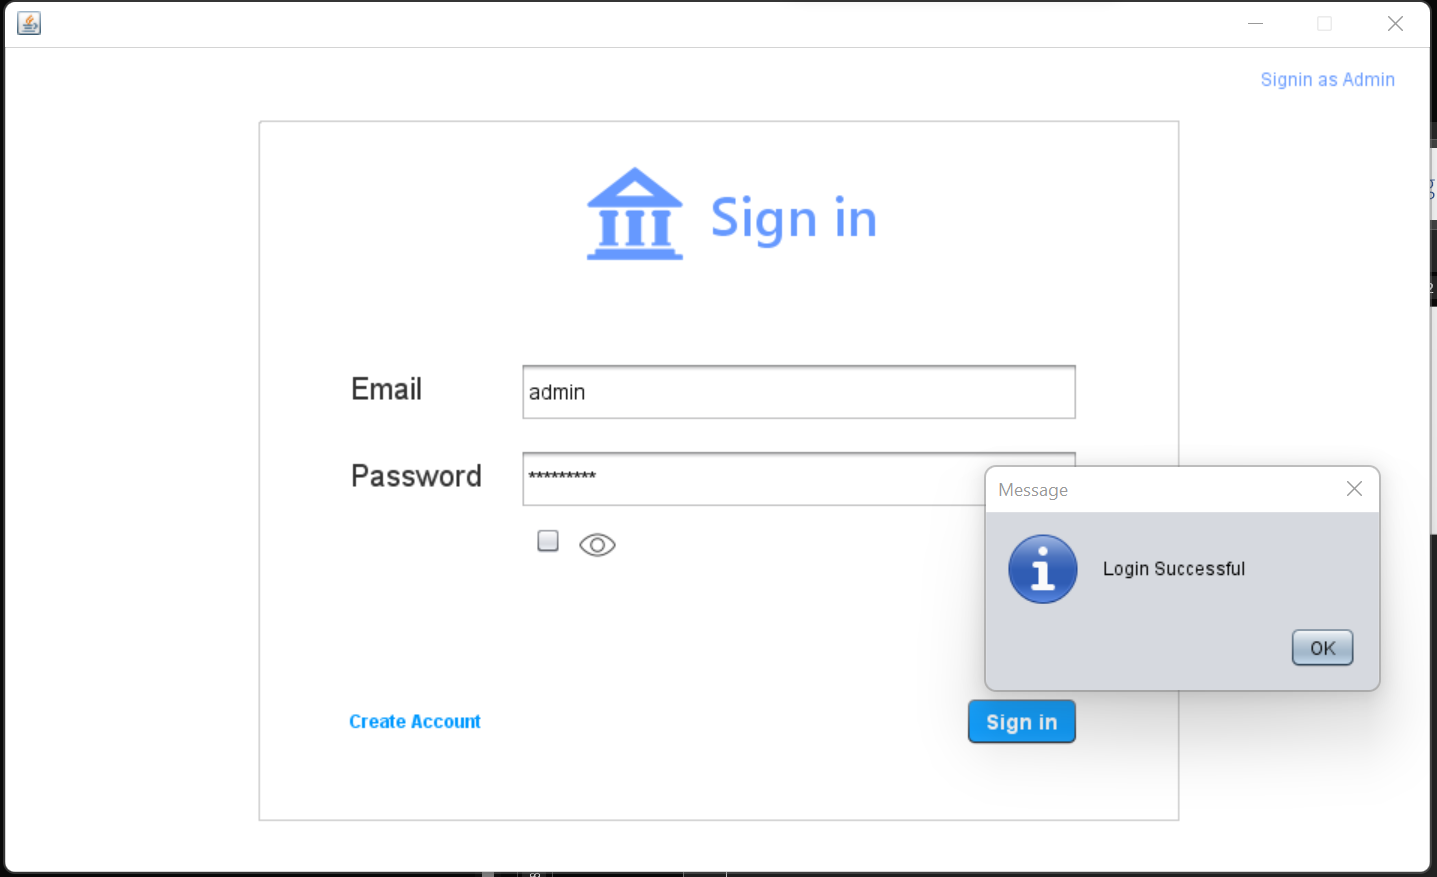 Signin as Admin
Sign in
Email
admin
Password
*********
Message
Login Successful
OK
Create Account
Sign in